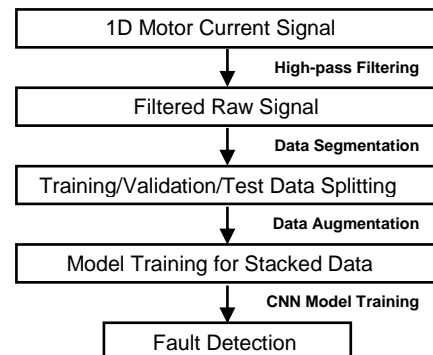 1D Motor Current Signal
High-pass Filtering
Filtered Raw Signal
Data Segmentation
Training/Validation/Test Data Splitting
Data Augmentation
Model Training for Stacked Data
CNN Model Training
Fault Detection